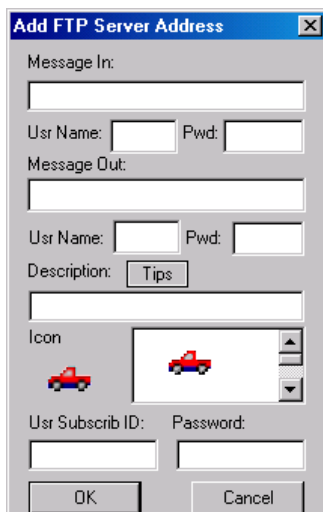 Add FTP Server Address
Message In:
Usr Name: Pwd:
Message Out:
Usr Name: Pwd:
Description: Tips
Icon
Usr Subscrib ID: Password:
OK Cancel